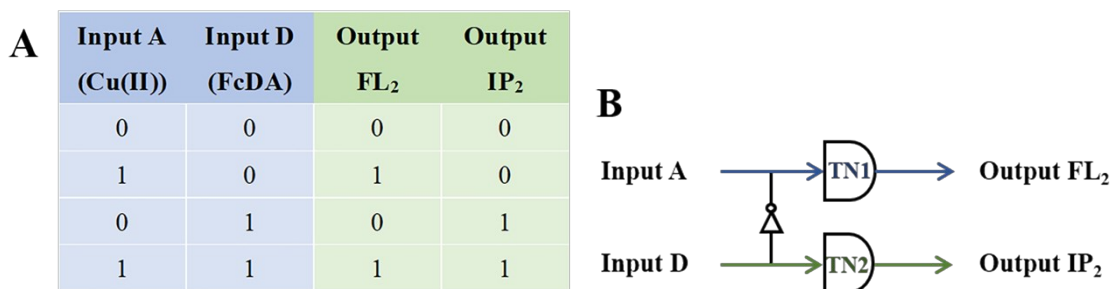 A
Input A Input D Output Output
(Cu(II)) (FcDA) FL₂ IP₂
0 0 0 0
1 0 1 0
0 1 0 1
1 1 1 1
B
Input A TN1 Output FL₂
Input D TN2 Output IP₂